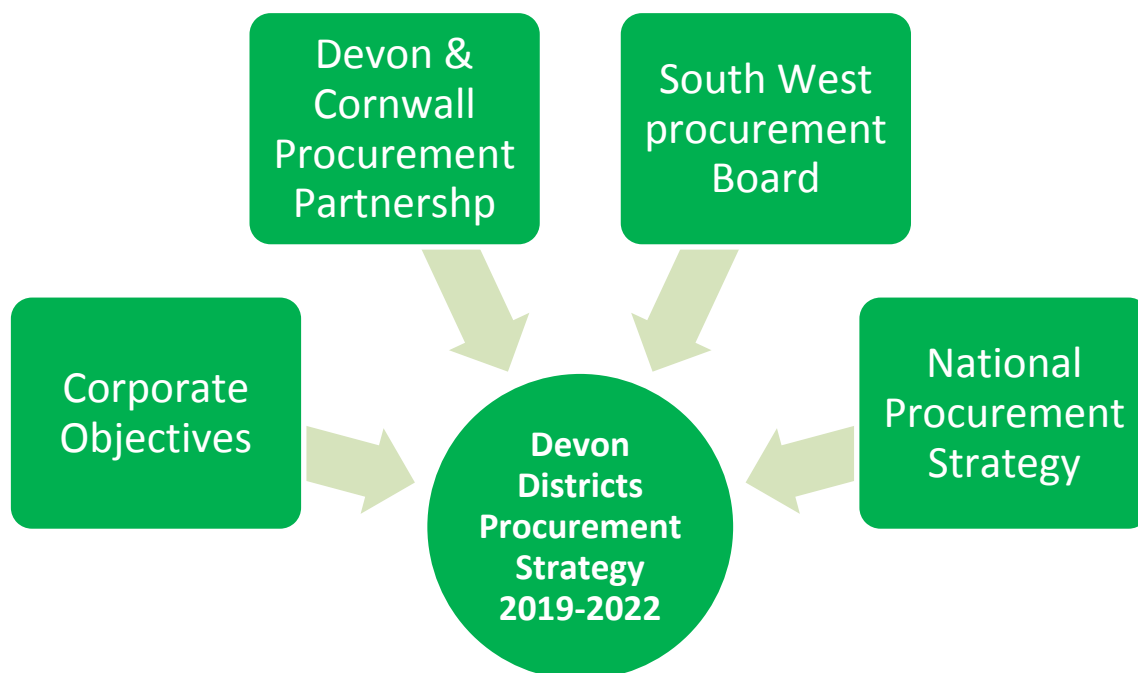 Devon &
Cornwall
Procurement
Partnershp
South West
procurement
Board
Corporate
Objectives
National
Procurement
Strategy
Devon
Districts
Procurement
Strategy
2019-2022